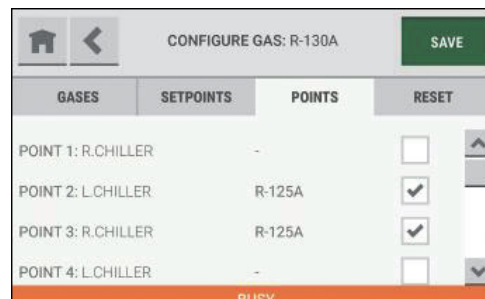 CONFIGURE GAS: R-130A SAVE
GASES SETPOINTS POINTS RESET
POINT 1: R.CHILLER -
POINT 2: L.CHILLER R-125A
POINT 3: R.CHILLER R-125A
POINT 4: L.CHILLER -
BUSY